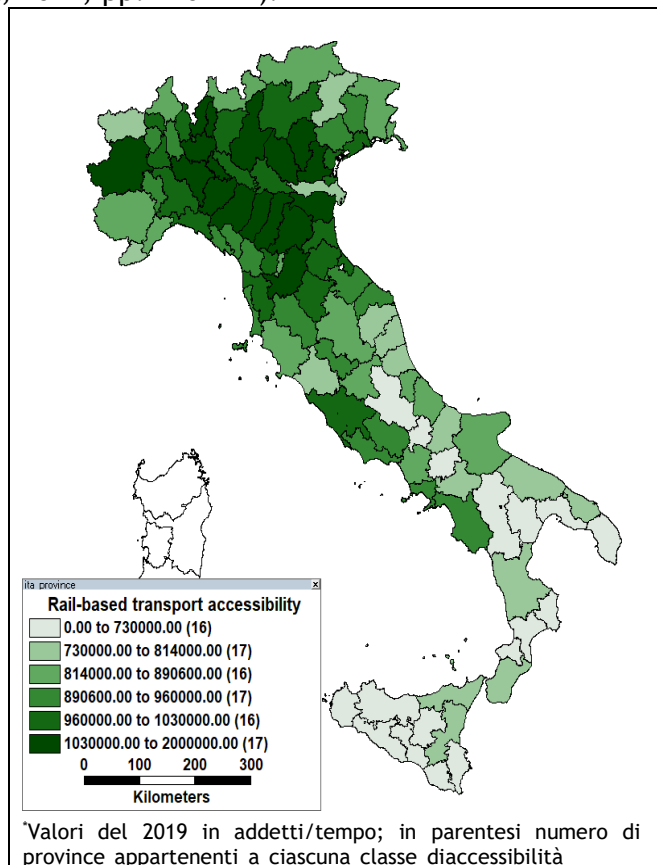 ita_province
x
Rail-based transport accessibility
0.00 to 730000.00 (16)
730000.00 to 814000.00 (17)
814000.00 to 890600.00 (16)
890600.00 to 960000.00 (17)
960000.00 to 1030000.00 (16)
1030000.00 to 2000000.00 (17)
0 100 200 300
Kilometers
*Valori del 2019 in addetti/tempo; in parentesi numero di
province appartenenti a ciascuna classe diaccessibilità